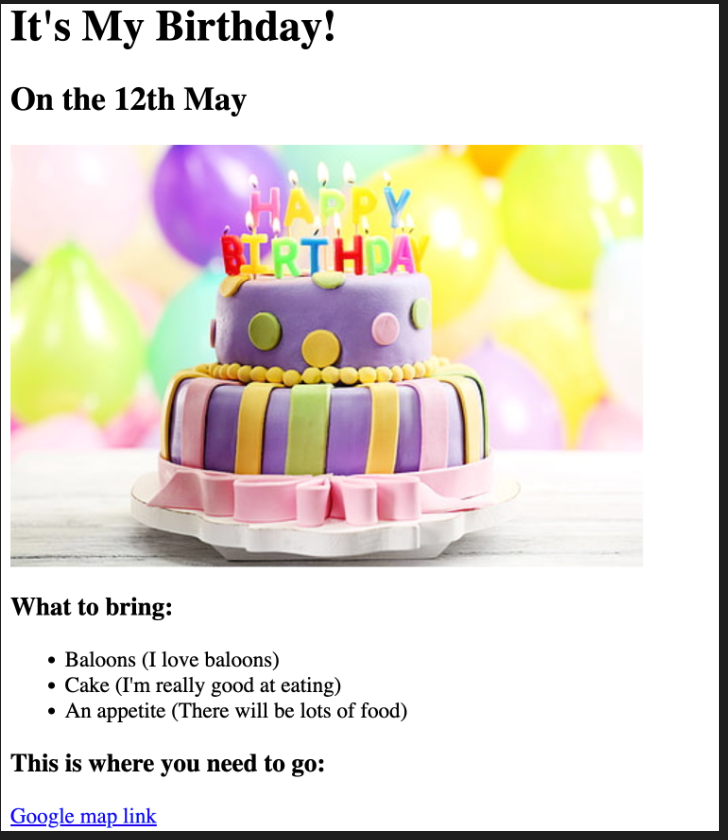 It's My Birthday!
On the 12th May
HAPPY
BIRTHDAY
What to bring:
Baloons (I love baloons)
Cake (I'm really good at eating)
An appetite (There will be lots of food)
This is where you need to go:
Google map link